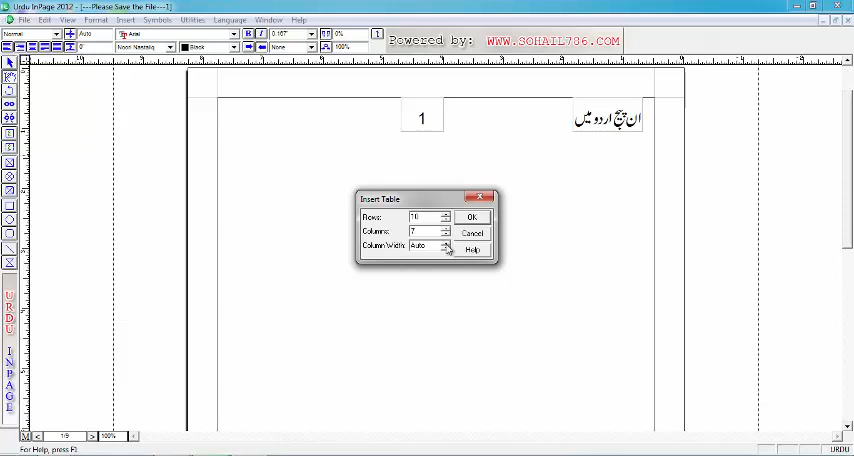 Urdu InPage 2012 - [---Please Save the File---1]
File Edit View Format Insert Symbols Utilities Language Window Help
Normal Auto Arial B I 0.167" 0%
0" Noori Nastaliq Black None 100%
Powered by: WWW.SOHAIL786.COM
1
ان پیج اردو میں
Insert Table
Rows: 10 OK
Columns: 7 Cancel
Column Width: Auto Help
URDU INPAGE
M < 1/9 > 100%
For Help, press F1
URDU